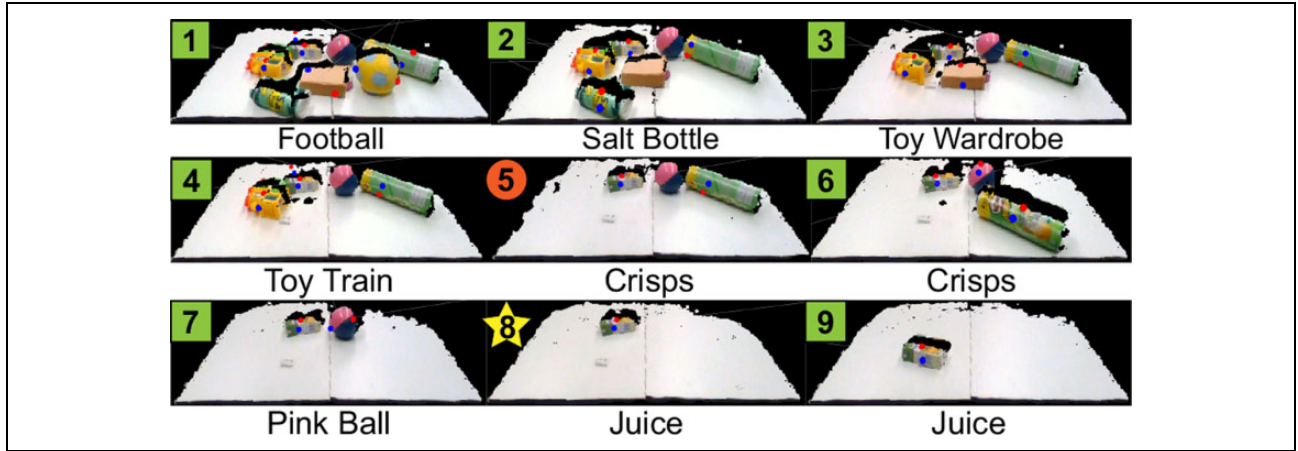 1 2 3
Football Salt Bottle Toy Wardrobe
4 5 6
Toy Train Crisps Crisps
7 8 9
Pink Ball Juice Juice